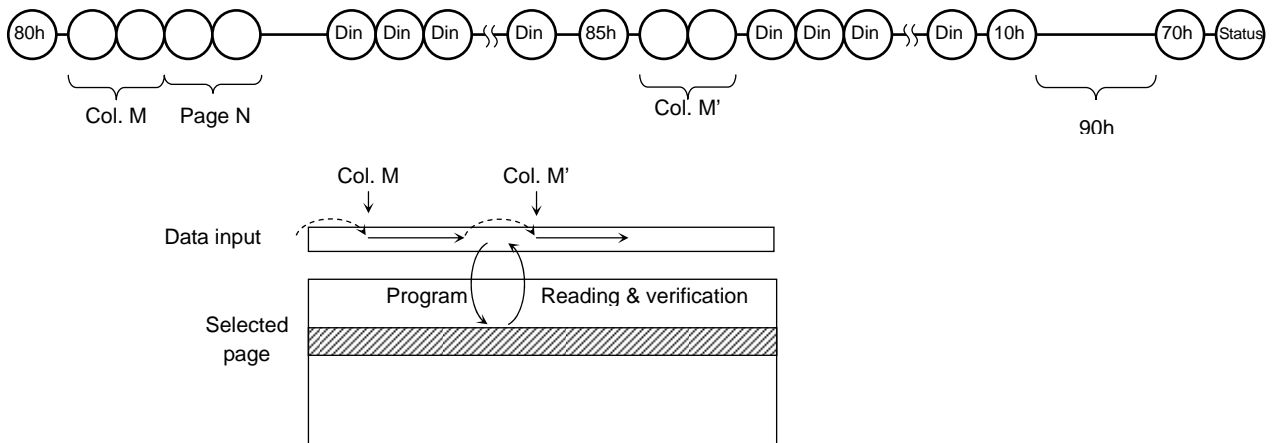 80h Din Din Din Din 85h Din Din Din Din 10h 70h Status
Col. M Page N Col. M' 90h
Col. M Col. M'
Data input
Program Reading & verification
Selected
page